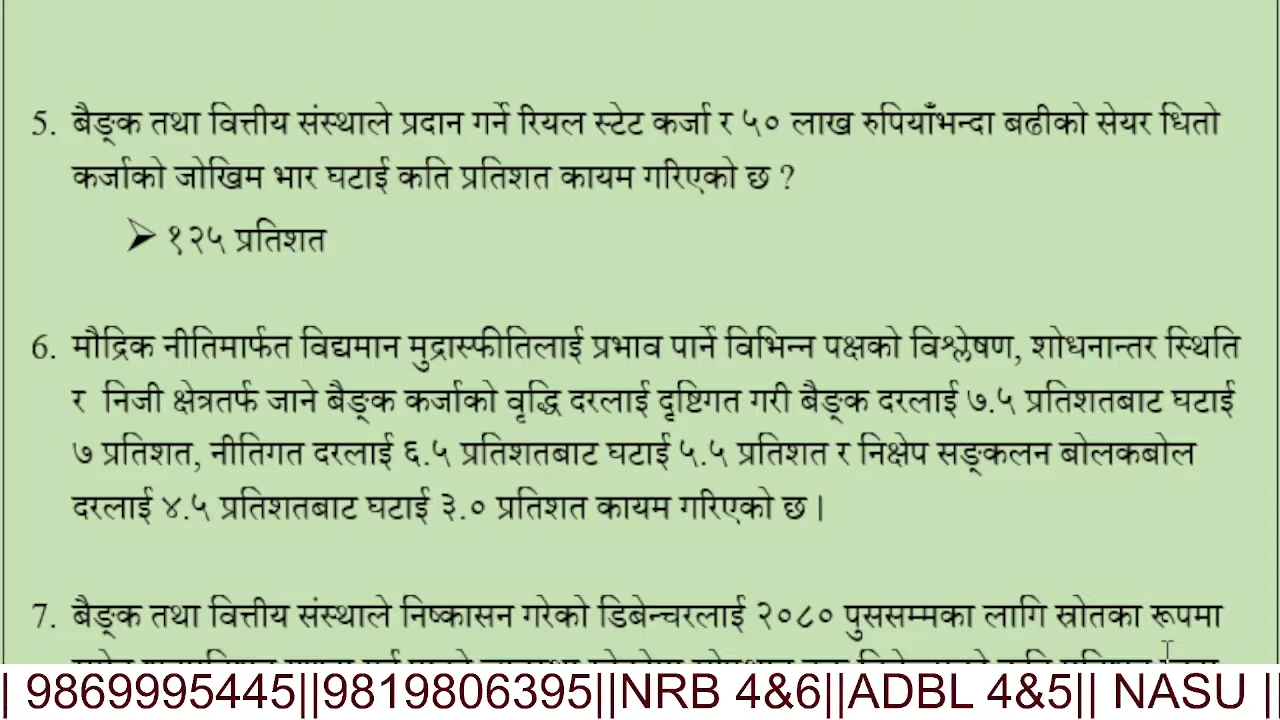 5. बैङ्क तथा वित्तीय संस्थाले प्रदान गर्ने रियल स्टेट कर्जा र ५० लाख रुपियाँभन्दा बढीको सेयर धितो
कर्जाको जोखिम भार घटाई कति प्रतिशत कायम गरिएको छ ?
➢ १२५ प्रतिशत
6. मौद्रिक नीतिमार्फत विद्यमान मुद्रास्फीतिलाई प्रभाव पार्ने विभिन्न पक्षको विश्लेषण, शोधनान्तर स्थिति
र निजी क्षेत्रतर्फ जाने बैङ्क कर्जाको वृद्धि दरलाई दृष्टिगत गरी बैङ्क दरलाई ७.५ प्रतिशतबाट घटाई
७ प्रतिशत, नीतिगत दरलाई ६.५ प्रतिशतबाट घटाई ५.५ प्रतिशत र निक्षेप सङ्कलन बोलकबोल
दरलाई ४.५ प्रतिशतबाट घटाई ३.० प्रतिशत कायम गरिएको छ ।
7. बैङ्क तथा वित्तीय संस्थाले निष्कासन गरेको डिबेन्चरलाई २०८० पुससम्मका लागि स्रोतका रूपमा
| 9869995445||9819806395||NRB 4&6||ADBL 4&5|| NASU ||